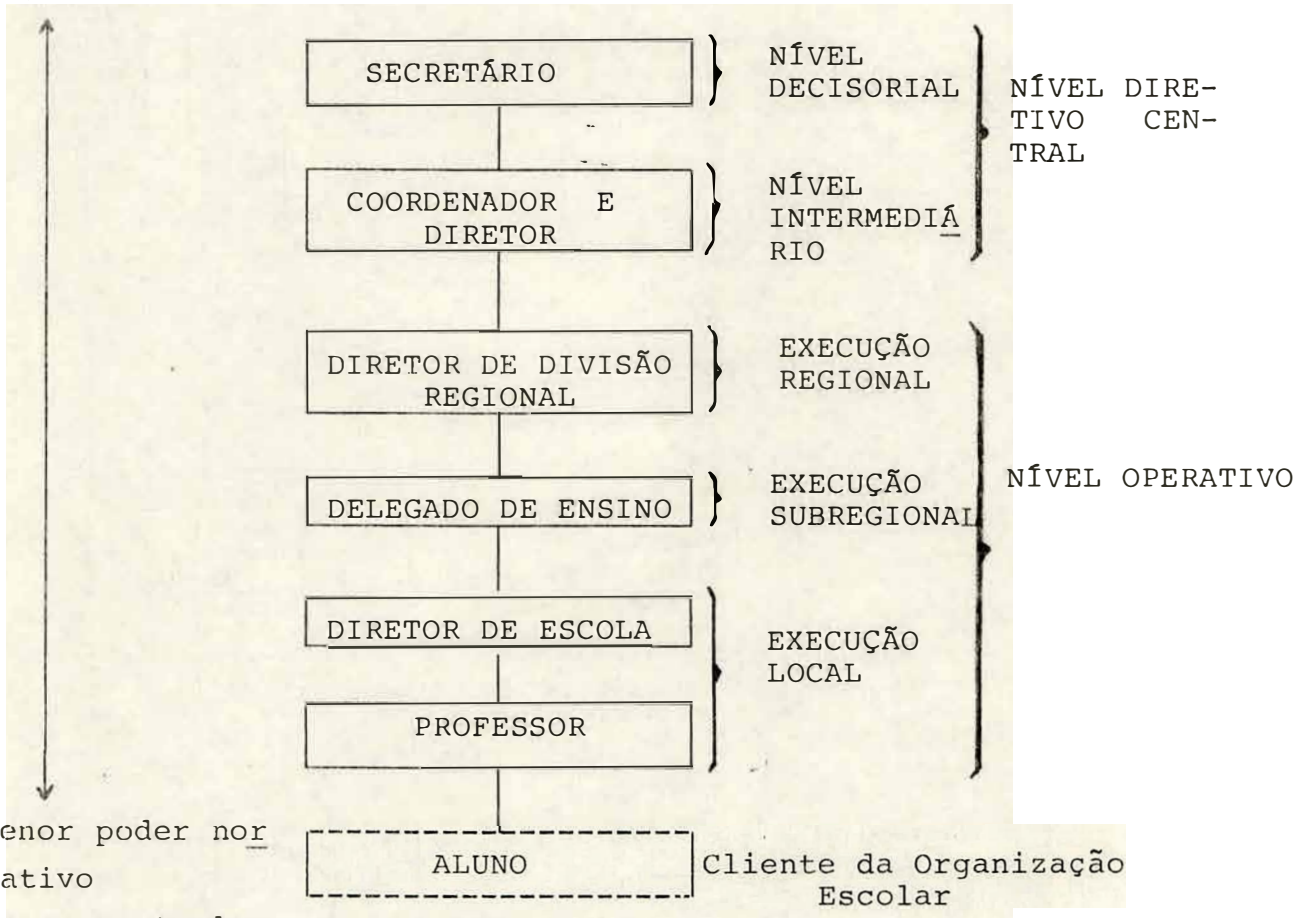 SECRETÁRIO
NÍVEL
DECISORIAL
NÍVEL DIRE-
TIVO CEN-
TRAL
COORDENADOR E
DIRETOR
NÍVEL
INTERMEDIÁ
RIO
DIRETOR DE DIVISÃO
REGIONAL
EXECUÇÃO
REGIONAL
DELEGADO DE ENSINO
EXECUÇÃO
SUBREGIONAL
NÍVEL OPERATIVO
DIRETOR DE ESCOLA
EXECUÇÃO
LOCAL
PROFESSOR
enor poder nor
ativo
ALUNO
Cliente da Organização
Escolar